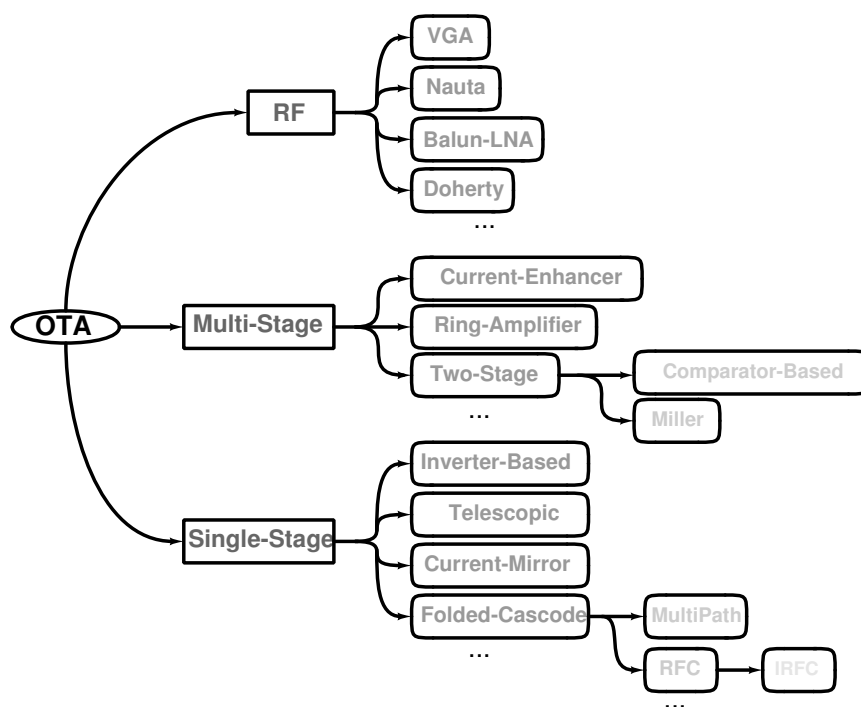 VGA
Nauta
RF
Balun-LNA
Doherty
...
Current-Enhancer
OTA
Multi-Stage
Ring-Amplifier
Two-Stage
Comparator-Based
...
Miller
Inverter-Based
Telescopic
Single-Stage
Current-Mirror
Folded-Cascode
MultiPath
...
RFC
IRFC
...